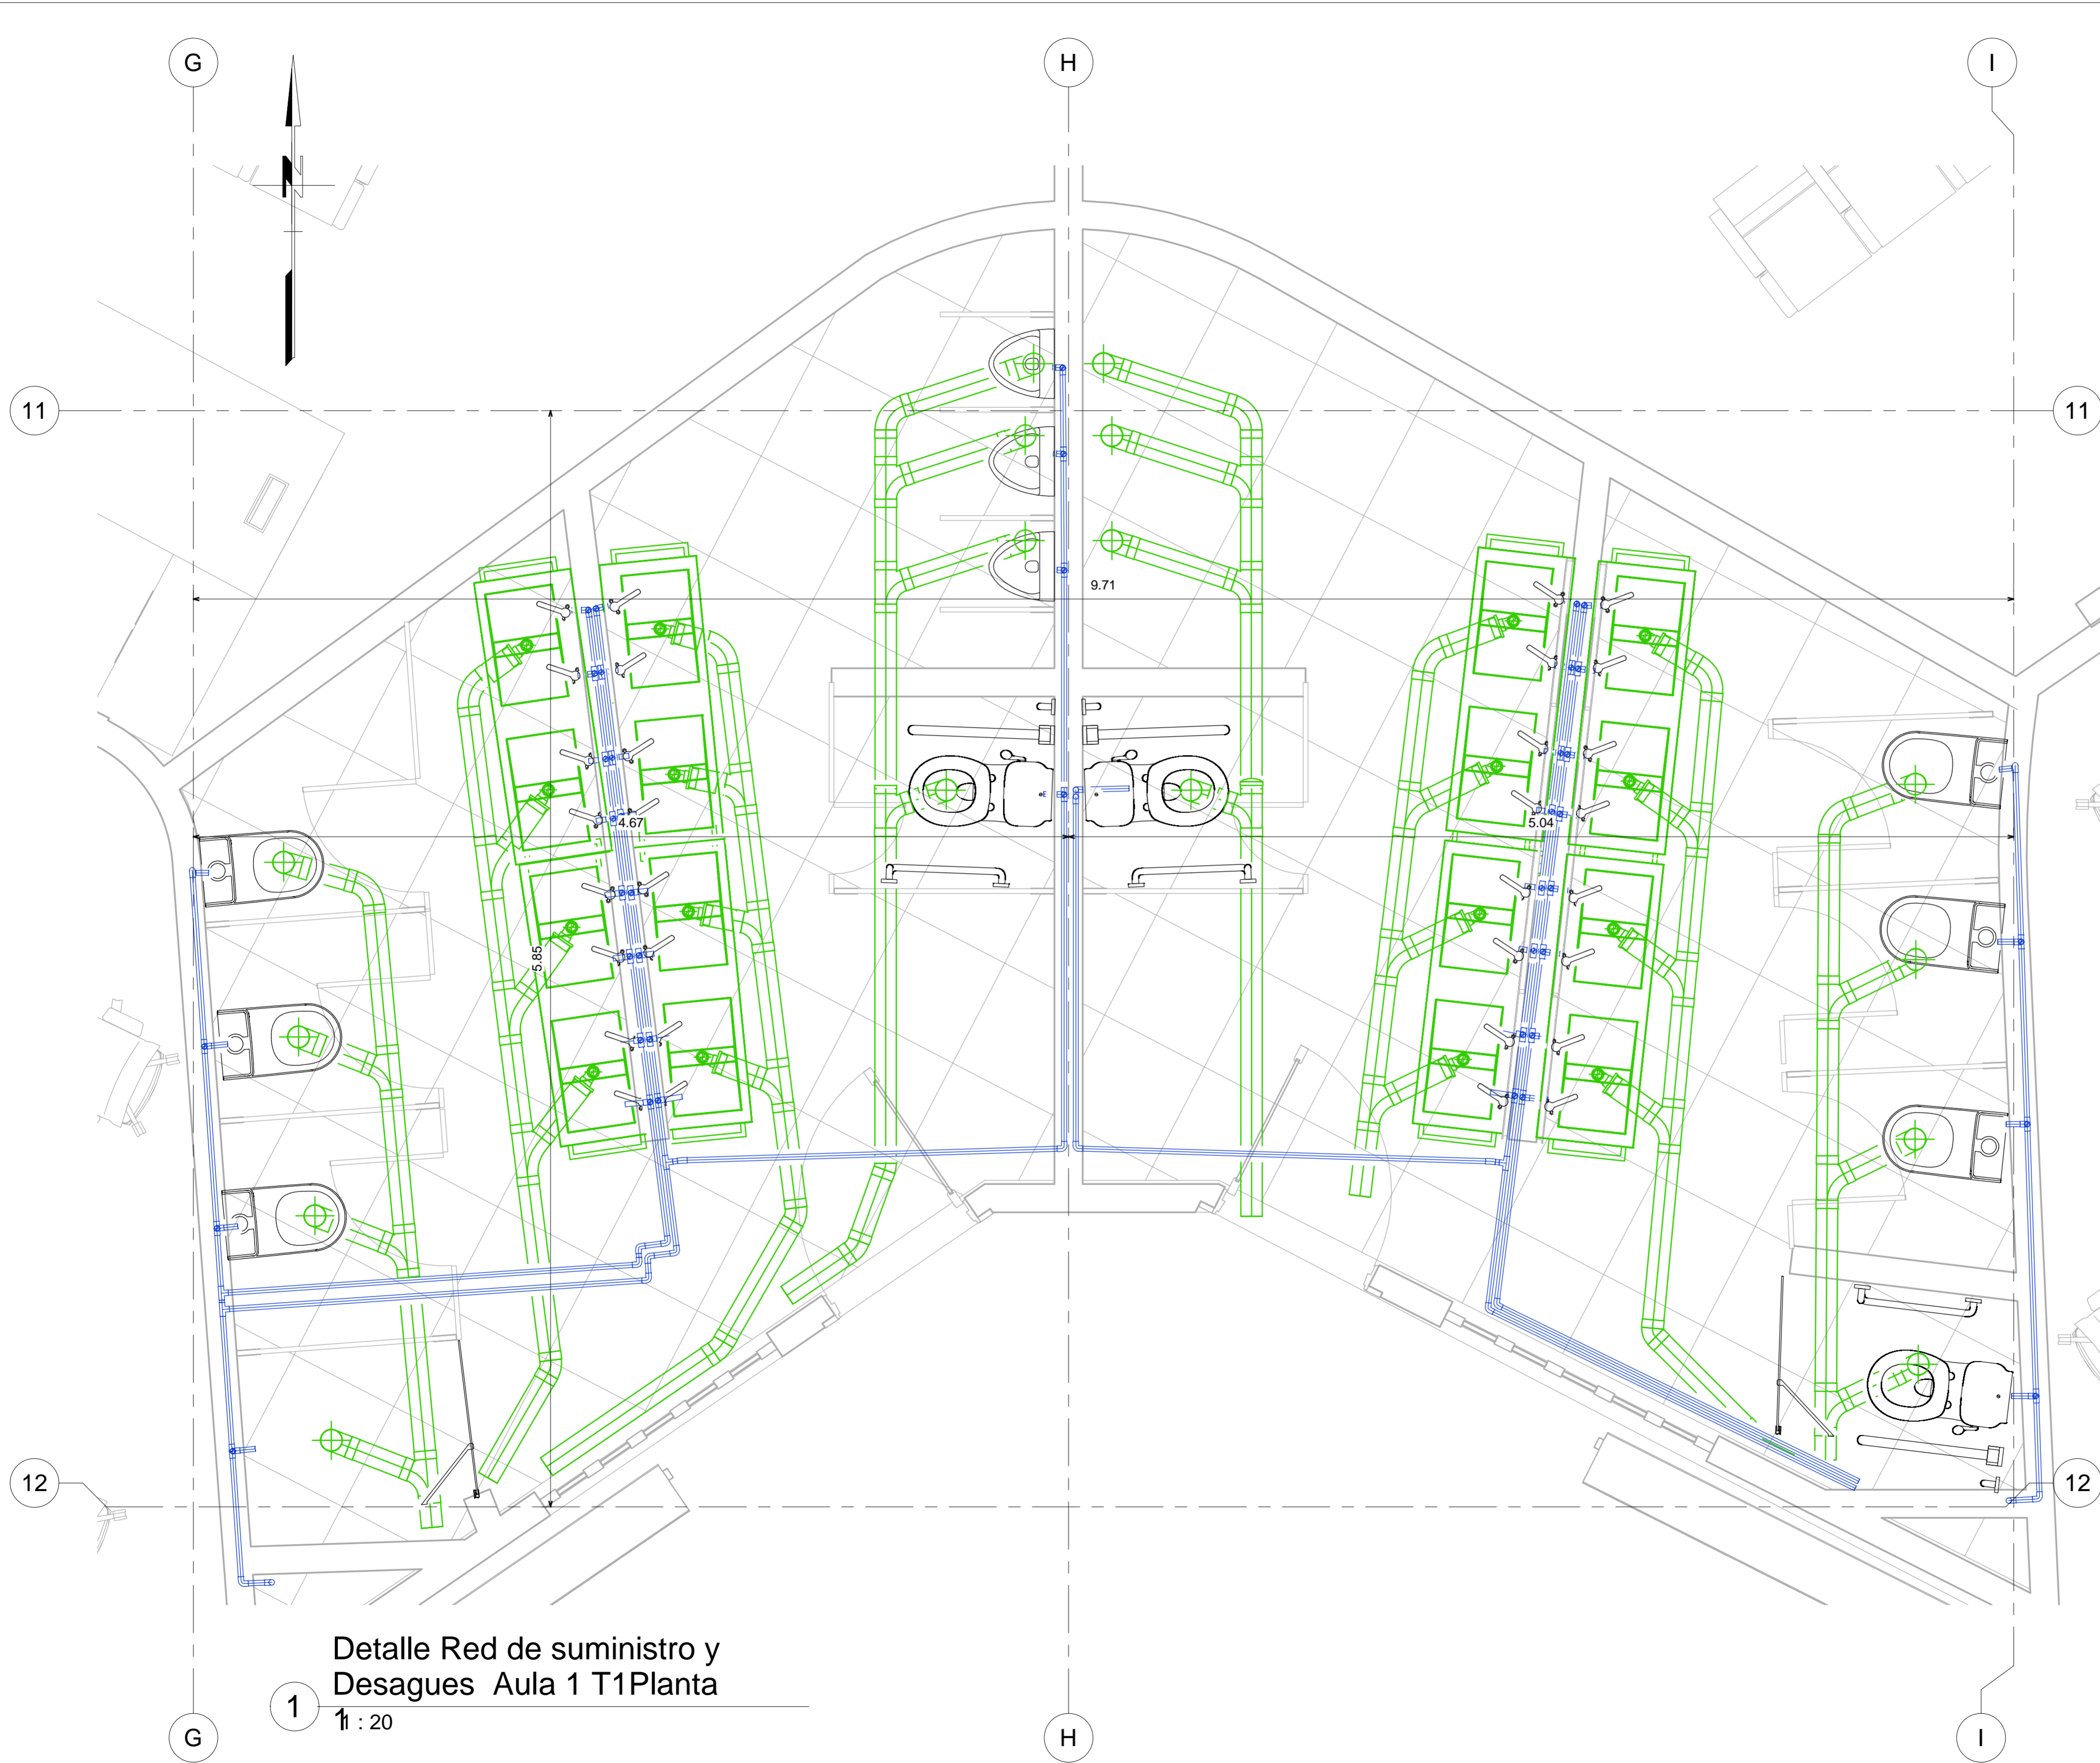 G
H
I
N
11
11
9.71
4.67
5.04
5.85
12
12
Detalle Red de suministro y
Desagues Aula 1 T1Planta
1
1
1 : 20
G
H
I